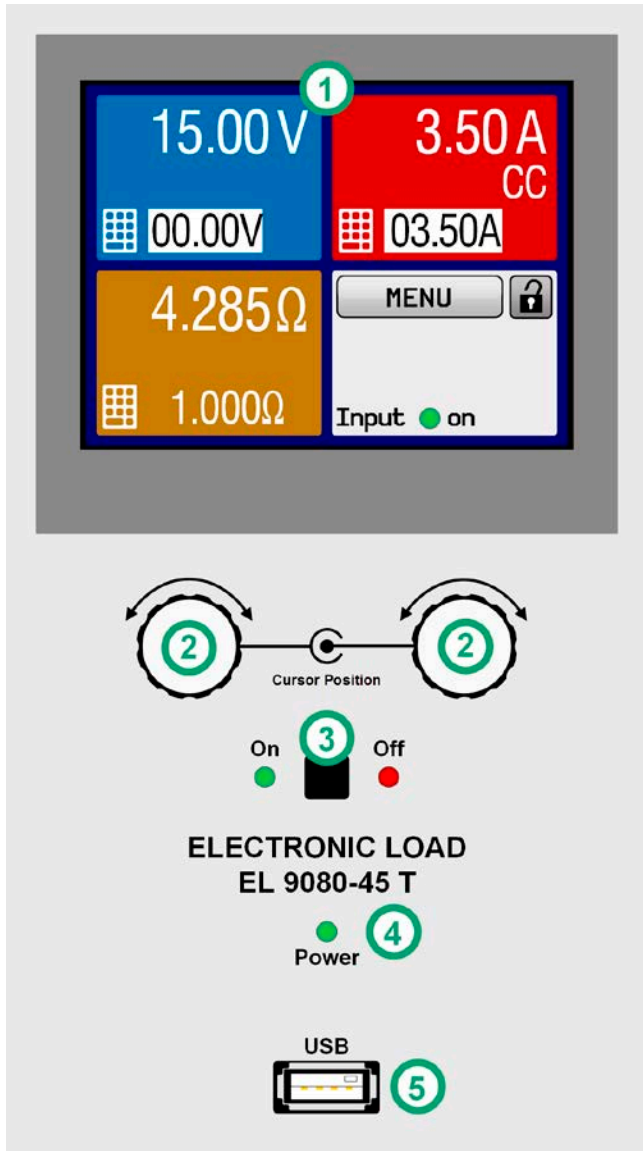 1
15.00 V
3.50 A
CC
00.00V
03.50A
4.285Ω
MENU
1.000Ω
Input on
2
2
Cursor Position
3
On
Off
ELECTRONIC LOAD
EL 9080-45 T
4
Power
USB
5